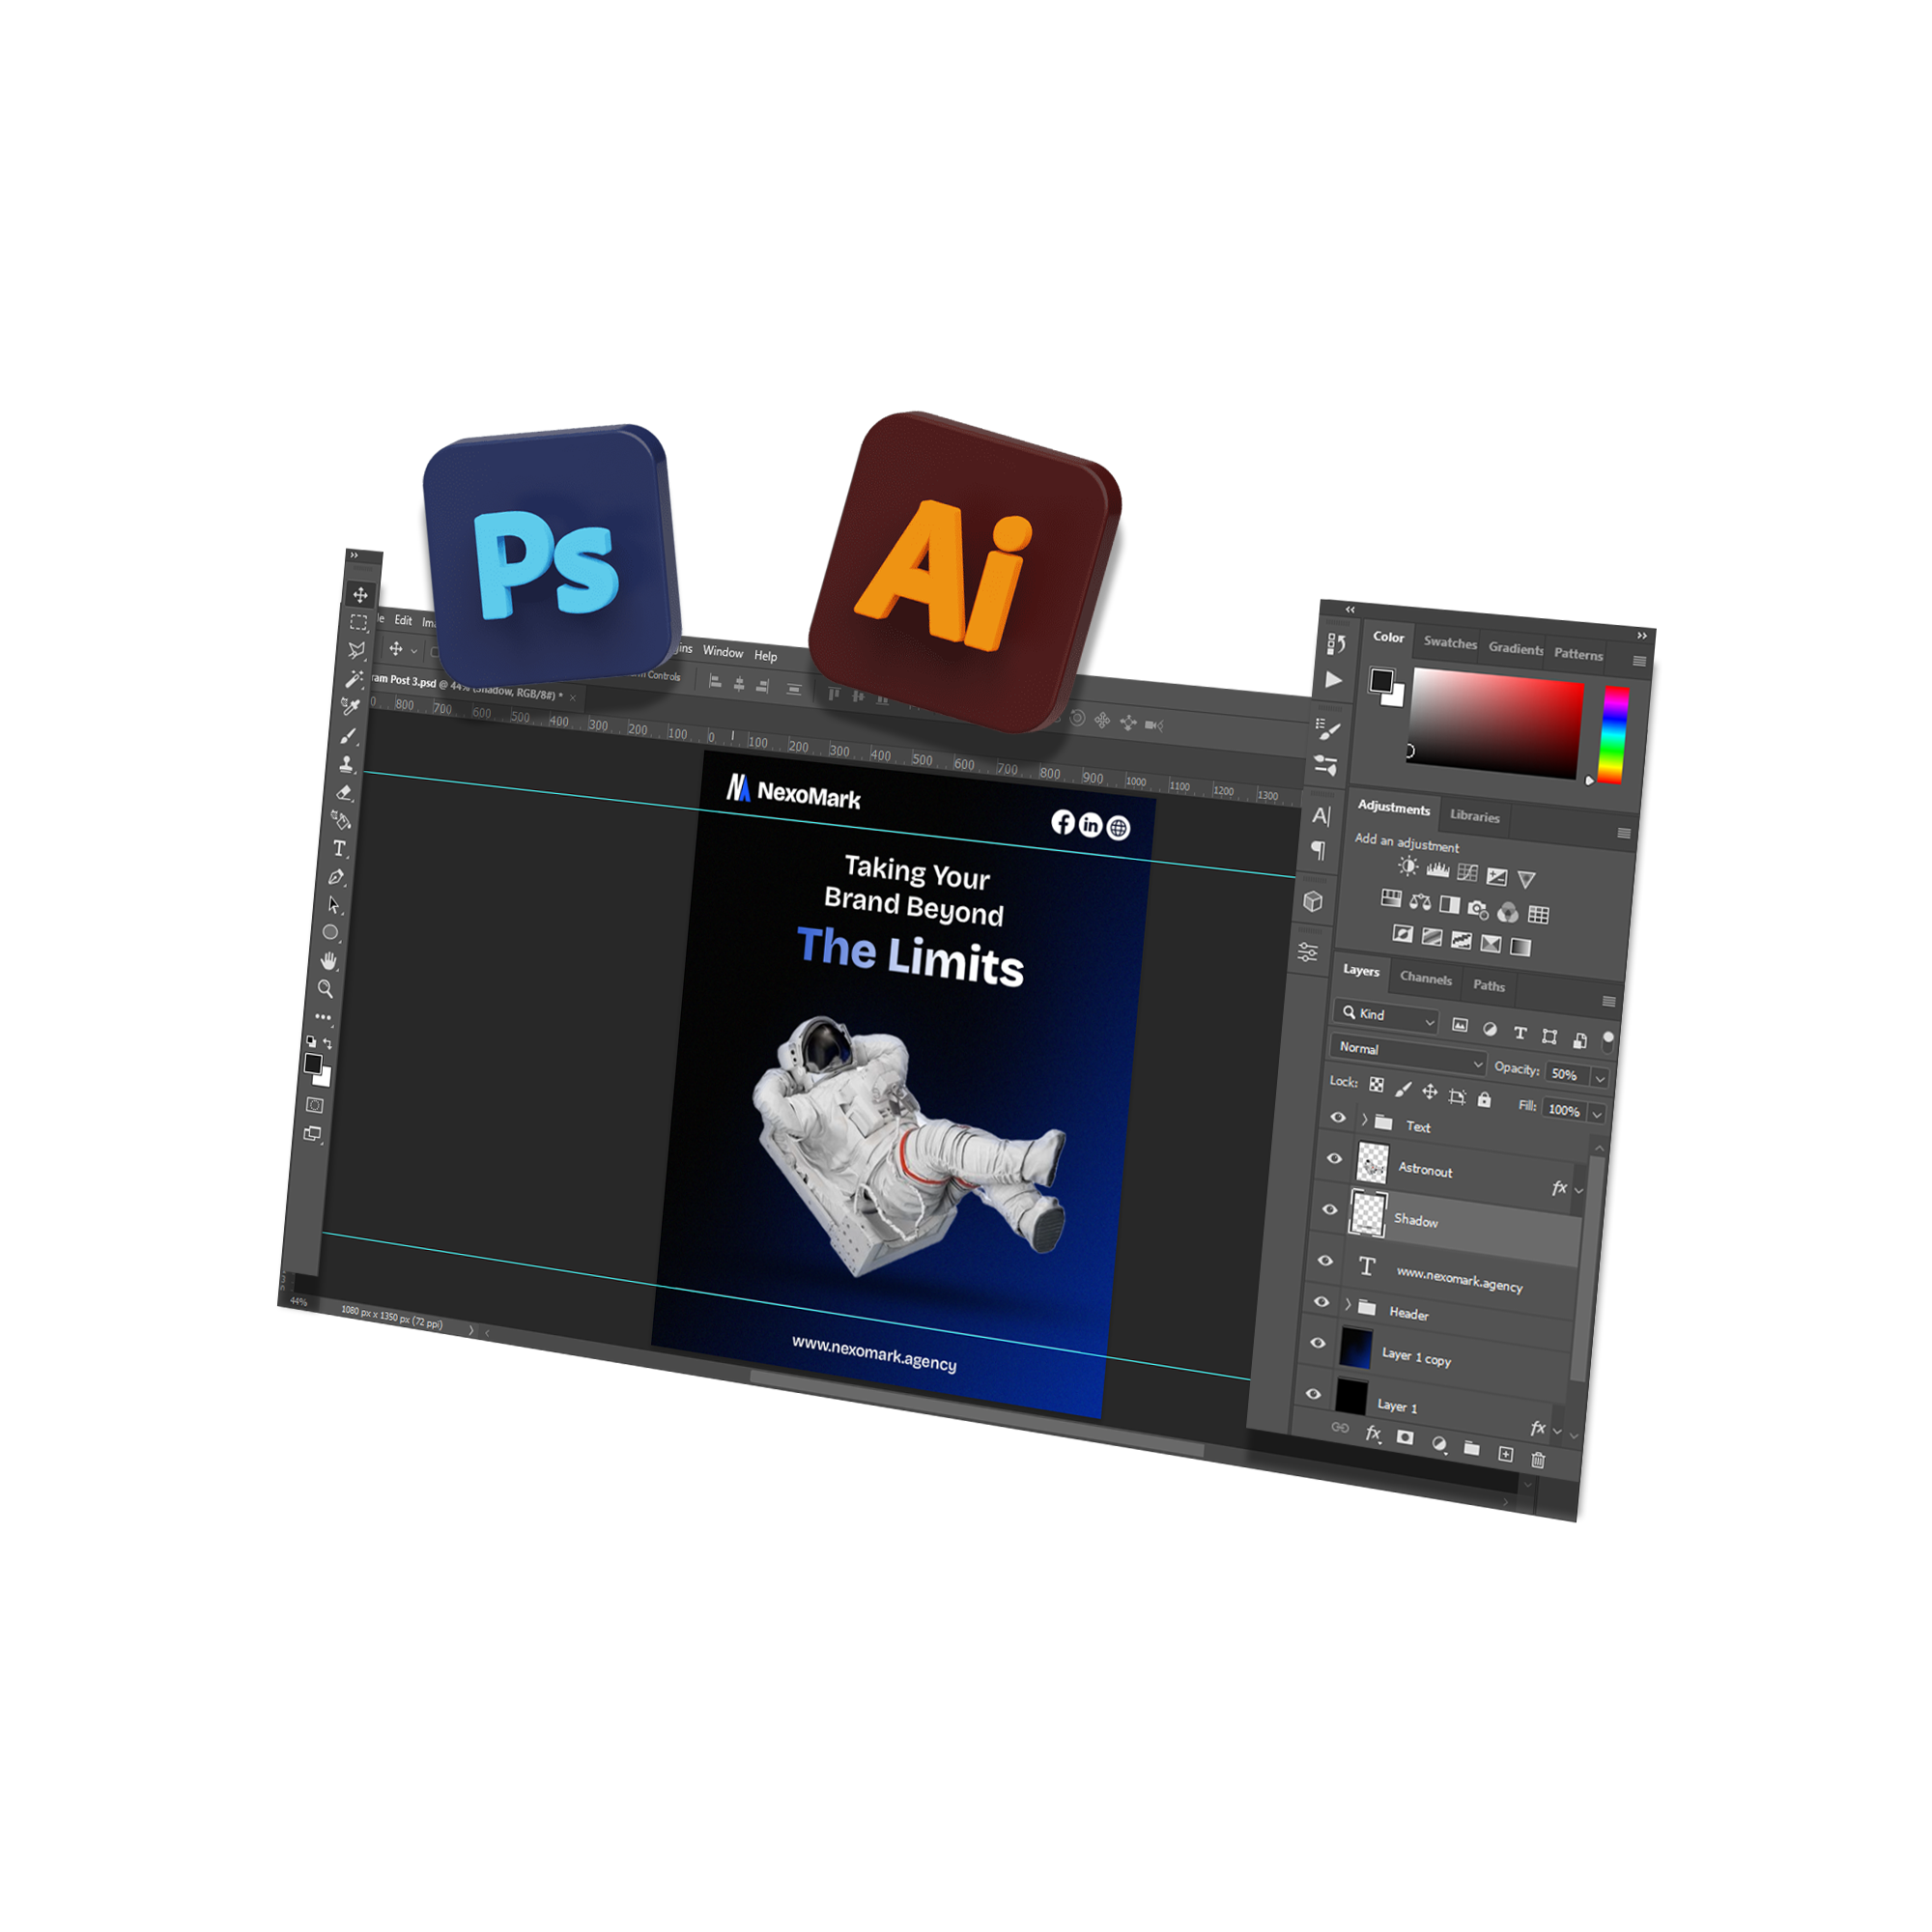 Ps
Ai
Edit
Window Help
Post 3.psd @ 44% (Shadow, RGB/8#) *
Controls
800 700 600 500 400 300 200 100 0 100 200 300 400 500 600 700 800 900 1000 1100 1200 1300
NexoMark
Taking Your
Brand Beyond
The Limits
www.nexomark.agency
44%
1080 px x 1350 px (72 ppi)
Color Swatches Gradients Patterns
Adjustments Libraries
Add an adjustment
Layers Channels Paths
Kind
Normal
Opacity: 50%
Lock:
Fill: 100%
Text
Astronout
fx
Shadow
www.nexomark.agency
Header
Layer 1 copy
Layer 1
fx
fx